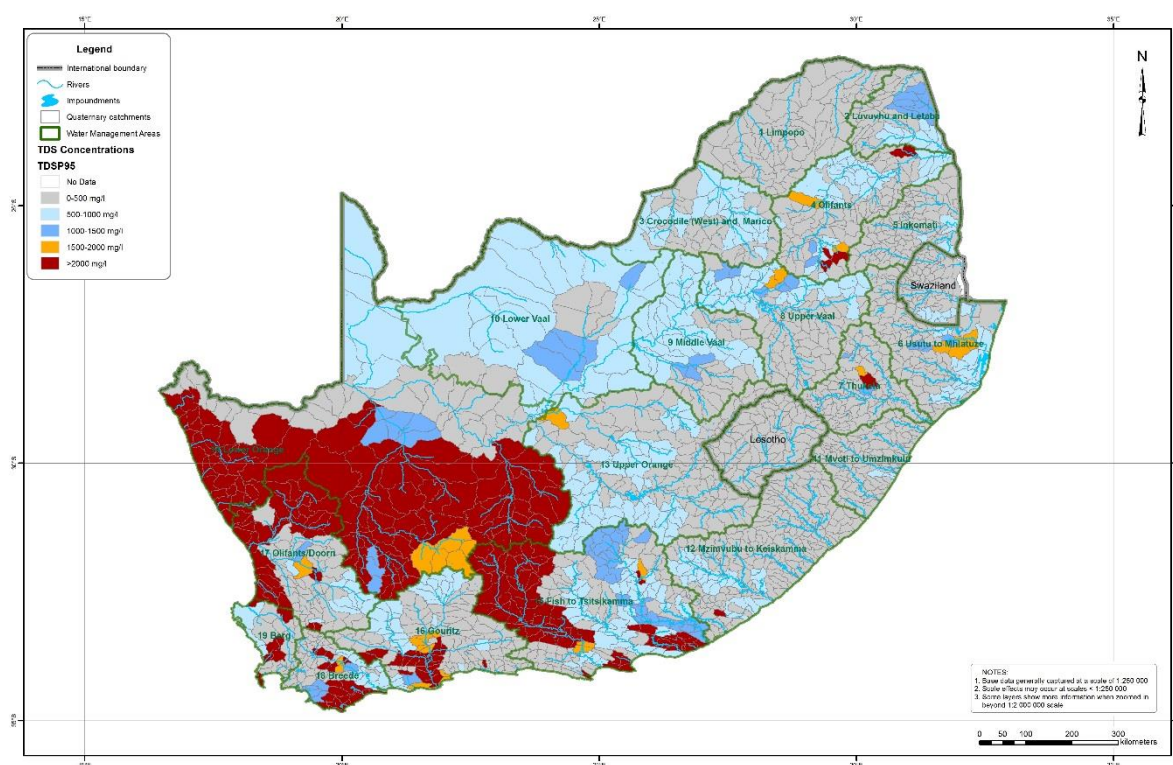 15°E
20°E
25°E
30°E
35°E
Legend
International boundary
Rivers
Impoundments
Quaternary catchments
Water Management Areas
TDS Concentrations
TDSP95
No Data
0-500 mg/l
500-1000 mg/l
1000-1500 mg/l
1500-2000 mg/l
>2000 mg/l
N
1 Limpopo
2 Luvuvhu and Letaba
3 Crocodile (West) and Marico
4 Olifants
5 Inkomati
Swaziland
10 Lower Vaal
8 Upper Vaal
9 Middle Vaal
6 Usutu to Mhlatuze
7 Thukela
Lesotho
Lower Orange
13 Upper Orange
11 Mvoti to Umzimkulu
12 Mzimvubu to Keiskamma
17 Olifants/Doorn
Fish to Tsitsikamma
16 Gouritz
19 Berg
18 Breede
NOTES:
1. Base data generally captured at a scale of 1:250 000
2. Scale effects may occur at scales < 1:250 000
3. Some layers show more information when zoomed in
beyond 1:2 000 000 scale
0 50 100 200 300
kilometers